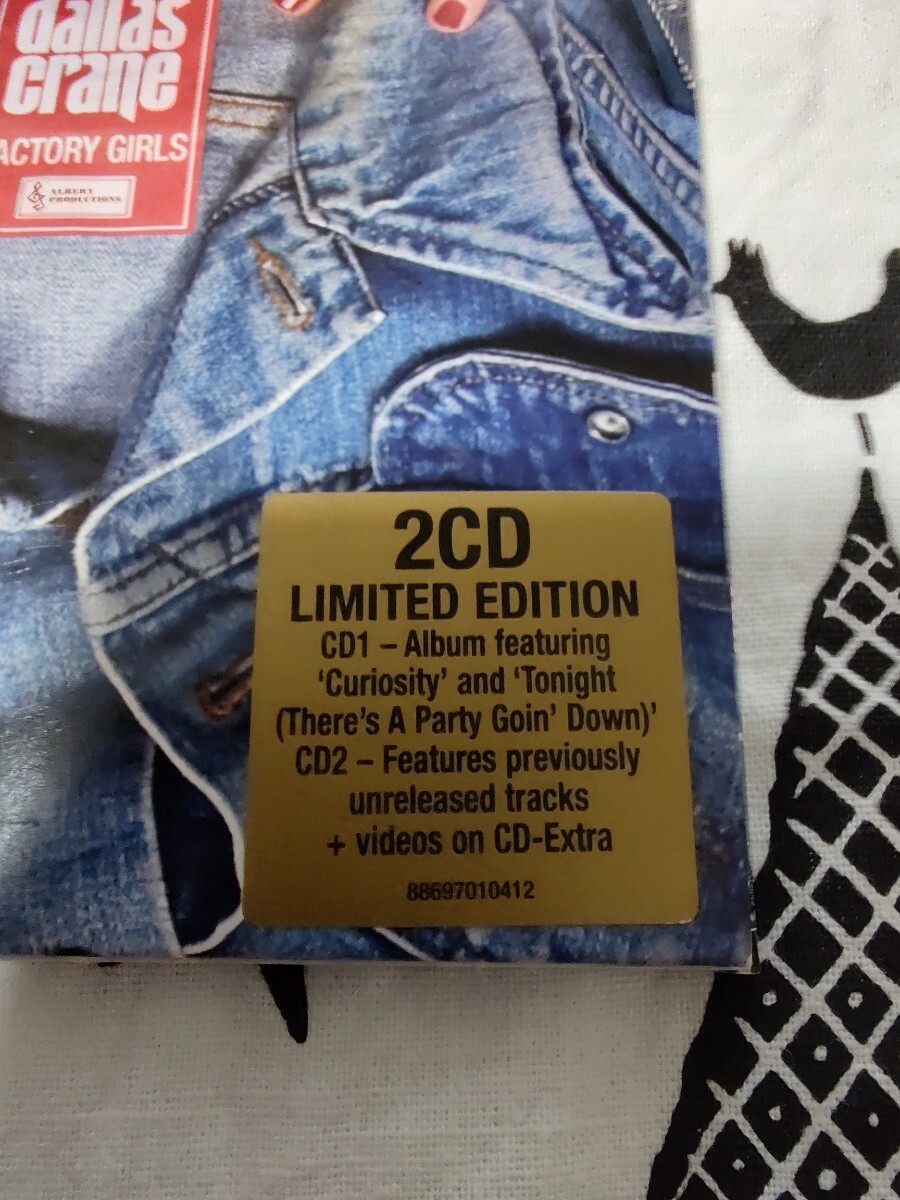 dallas
crane
ACTORY GIRLS
ALBERT
PRODUCTIONS
2CD
LIMITED EDITION
CD1 – Album featuring
‘Curiosity’ and ‘Tonight
(There’s A Party Goin’ Down)’
CD2 – Features previously
unreleased tracks
+ videos on CD-Extra
88697010412